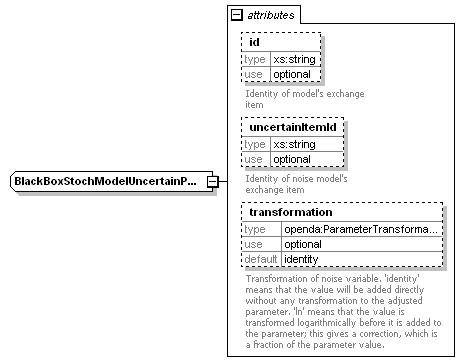 attributes
id
type xs:string
use optional
Identity of model's exchange
item
uncertainItemId
type xs:string
use optional
Identity of noise model's
exchange item
BlackBoxStochModelUncertainP...
transformation
type openda:ParameterTransforma...
use optional
default identity
Transformation of noise variable. 'identity'
means that the value will be added directly
without any transformation to the adjusted
parameter. 'ln' means that the value is
transformed logarithmically before it is added to
the parameter; this gives a correction, which is
a fraction of the parameter value.